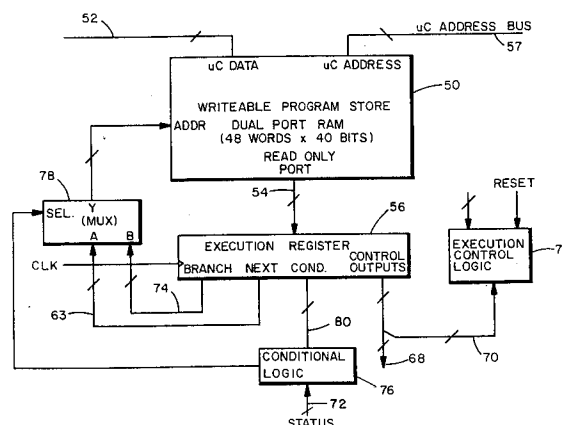 52
uC ADDRESS BUS
57
uC DATA
uC ADDRESS
50
WRITEABLE PROGRAM STORE
ADDR
DUAL PORT RAM
(48 WORDS x 40 BITS)
READ ONLY
PORT
78
54
RESET
SEL.
Y
(MUX)
A
B
56
EXECUTION REGISTER
CLK
BRANCH
NEXT
COND.
CONTROL
OUTPUTS
EXECUTION
CONTROL
LOGIC
7
74
63
80
68
70
CONDITIONAL
LOGIC
76
72
STATUS